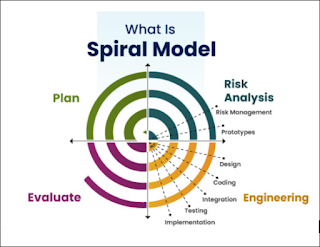 What Is
Spiral Model
Plan
Risk
Analysis
Risk Management
Prototypes
Design
Coding
Integration
Testing
Implementation
Evaluate
Engineering